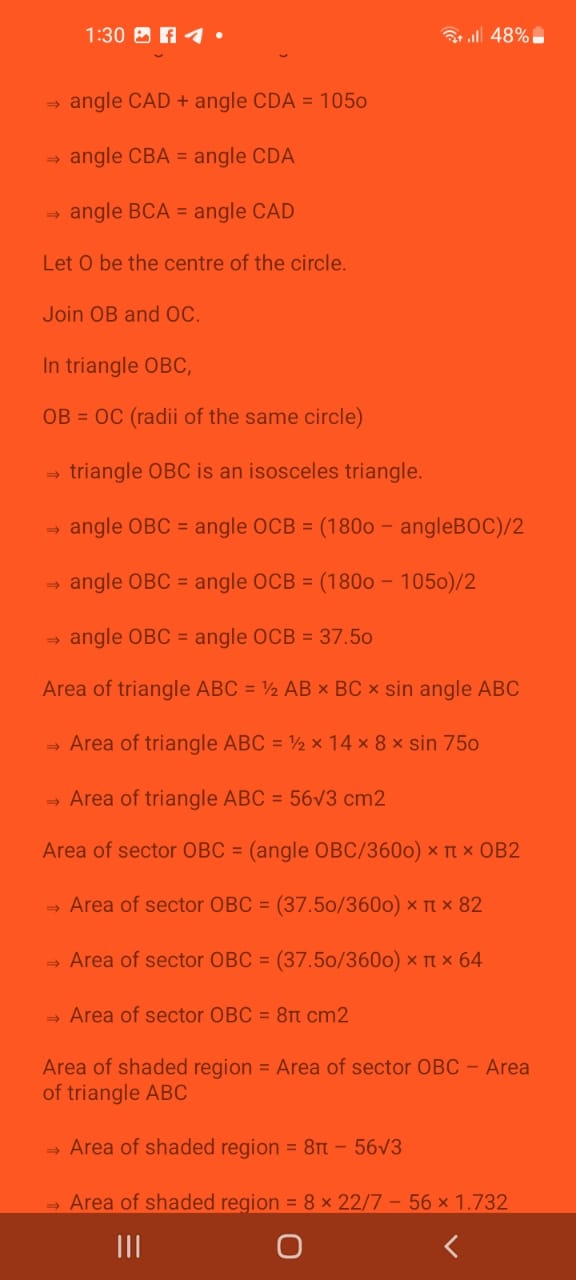 1:30
48%
⇒ angle CAD + angle CDA = 105o
⇒ angle CBA = angle CDA
⇒ angle BCA = angle CAD
Let O be the centre of the circle.
Join OB and OC.
In triangle OBC,
OB = OC (radii of the same circle)
⇒ triangle OBC is an isosceles triangle.
⇒ angle OBC = angle OCB = (180o – angleBOC)/2
⇒ angle OBC = angle OCB = (180o – 105o)/2
⇒ angle OBC = angle OCB = 37.5o
Area of triangle ABC = ½ AB × BC × sin angle ABC
⇒ Area of triangle ABC = ½ × 14 × 8 × sin 75o
⇒ Area of triangle ABC = 56√3 cm2
Area of sector OBC = (angle OBC/360o) × π × OB2
⇒ Area of sector OBC = (37.5o/360o) × π × 82
⇒ Area of sector OBC = (37.5o/360o) × π × 64
⇒ Area of sector OBC = 8π cm2
Area of shaded region = Area of sector OBC – Area
of triangle ABC
⇒ Area of shaded region = 8π – 56√3
⇒ Area of shaded region = 8 × 22/7 – 56 × 1.732